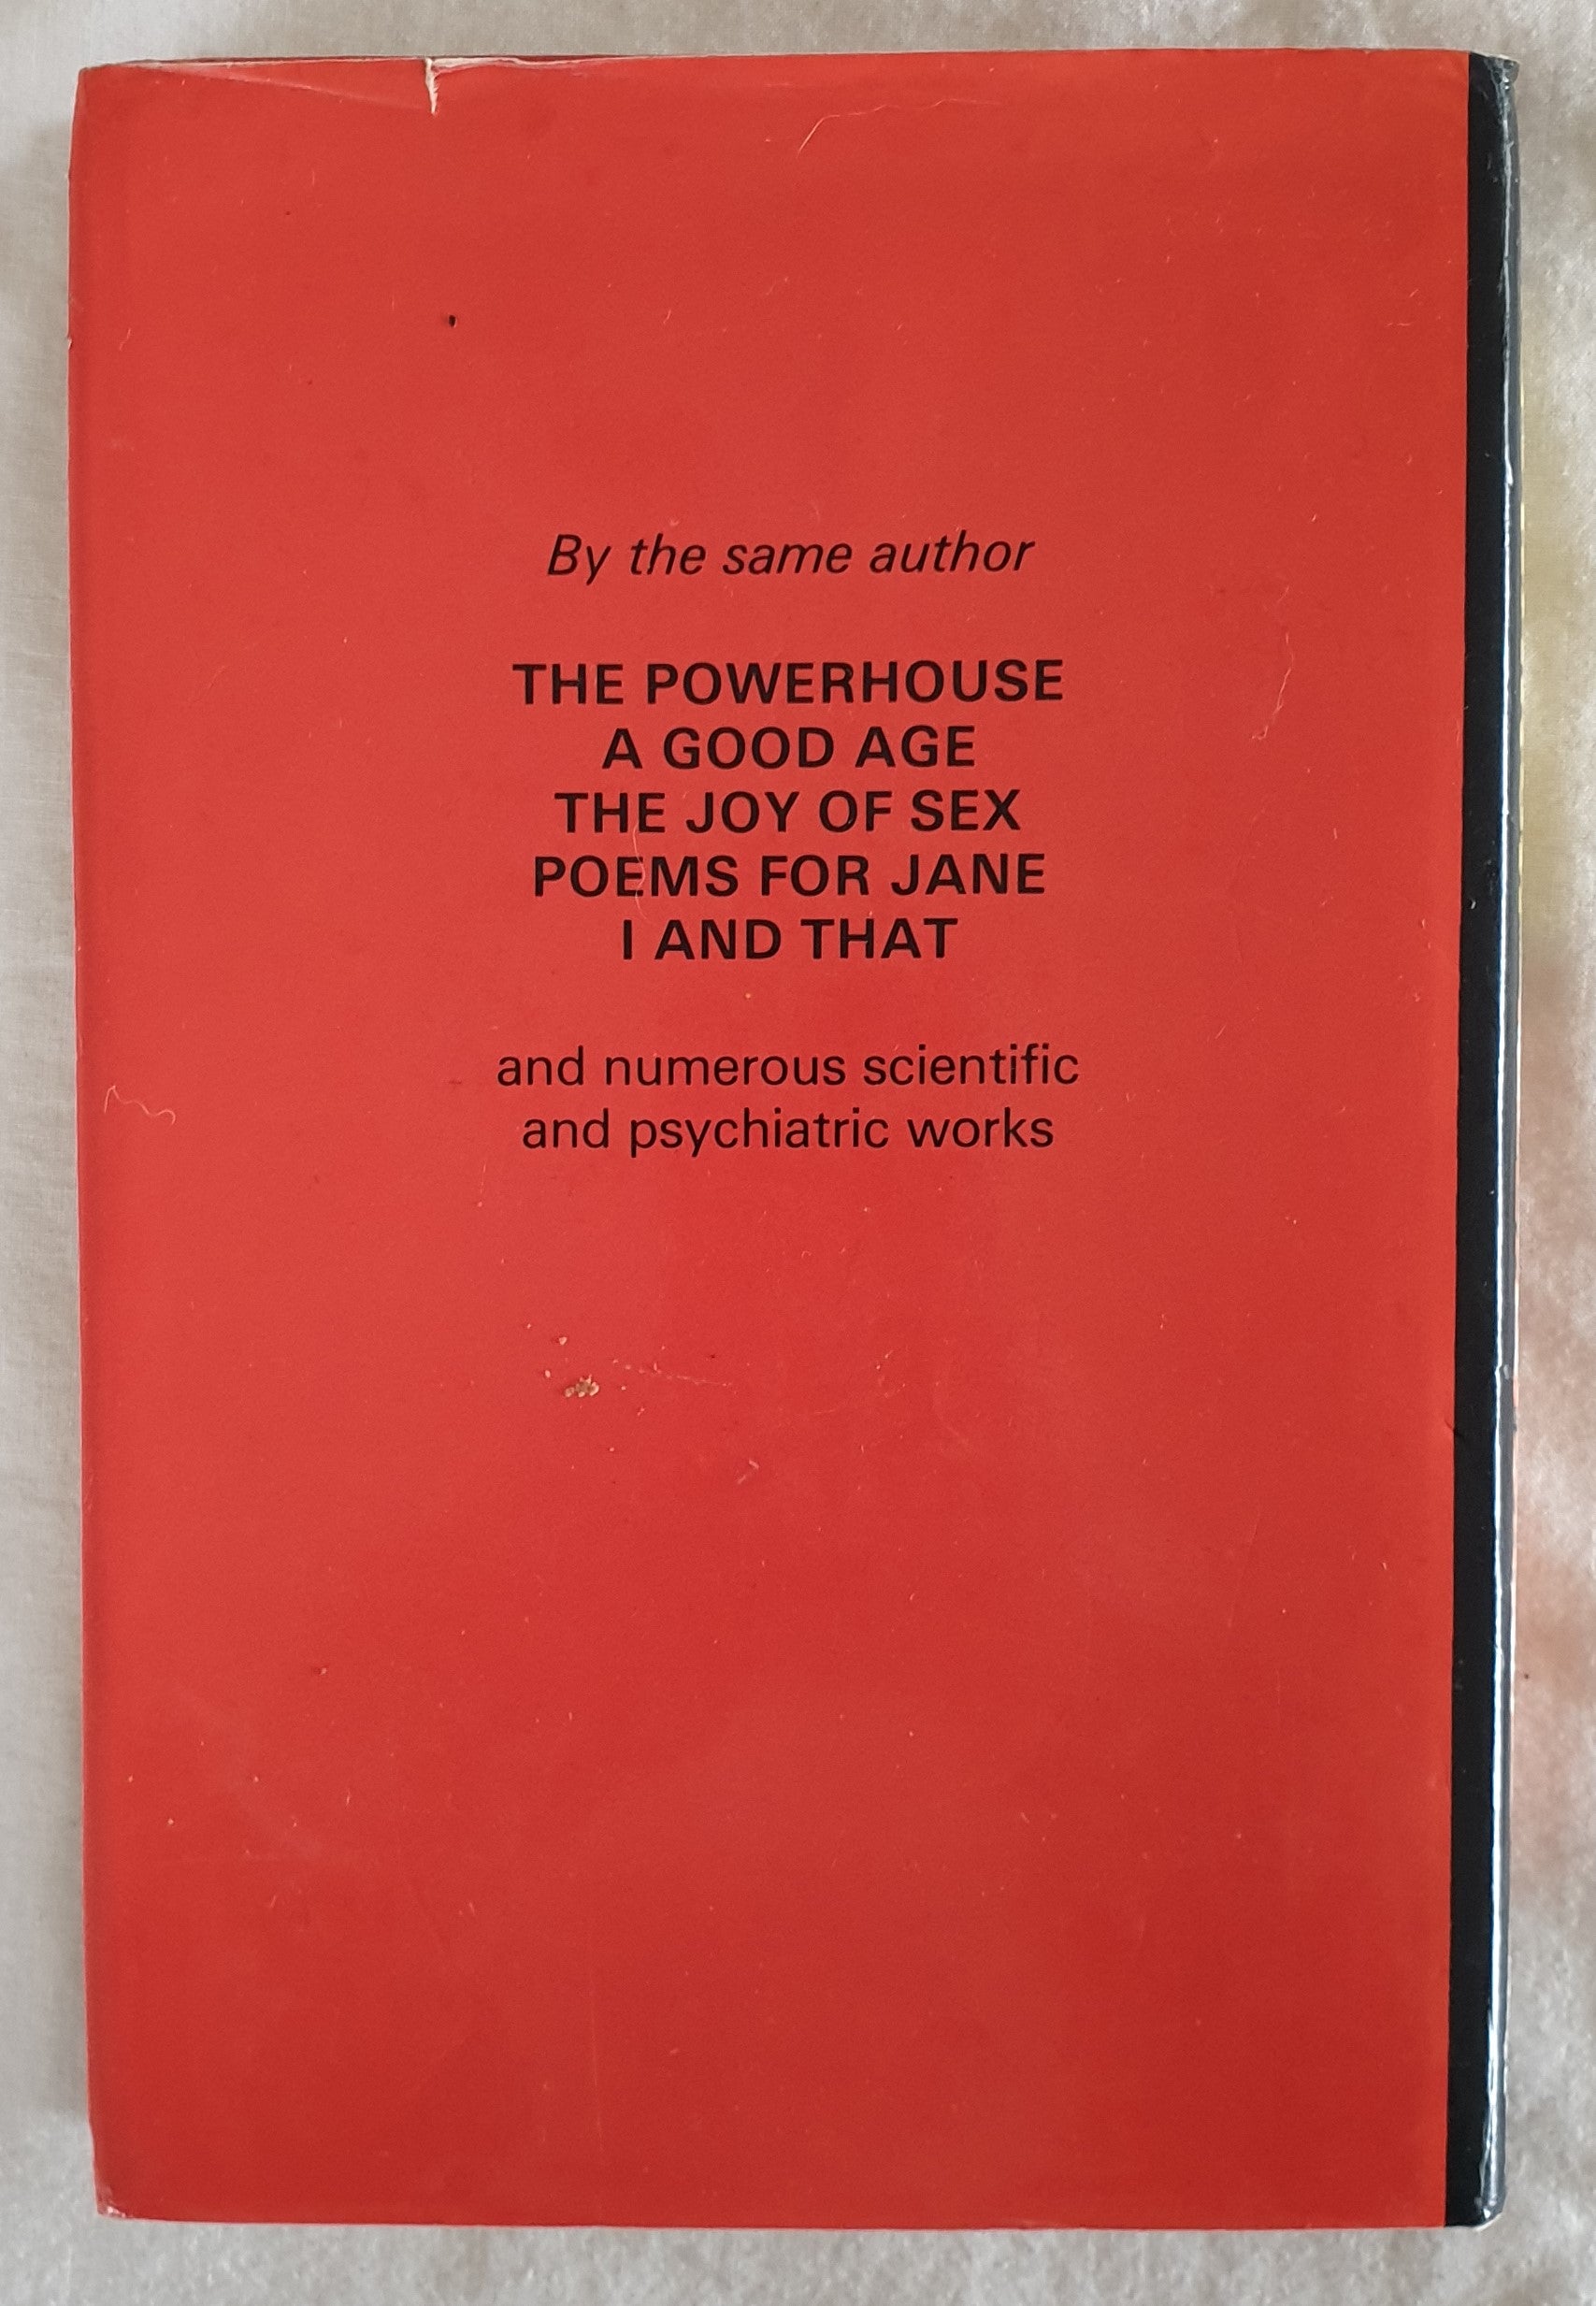 By the same author
THE POWERHOUSE
A GOOD AGE
THE JOY OF SEX
POEMS FOR JANE
I AND THAT
and numerous scientific
and psychiatric works